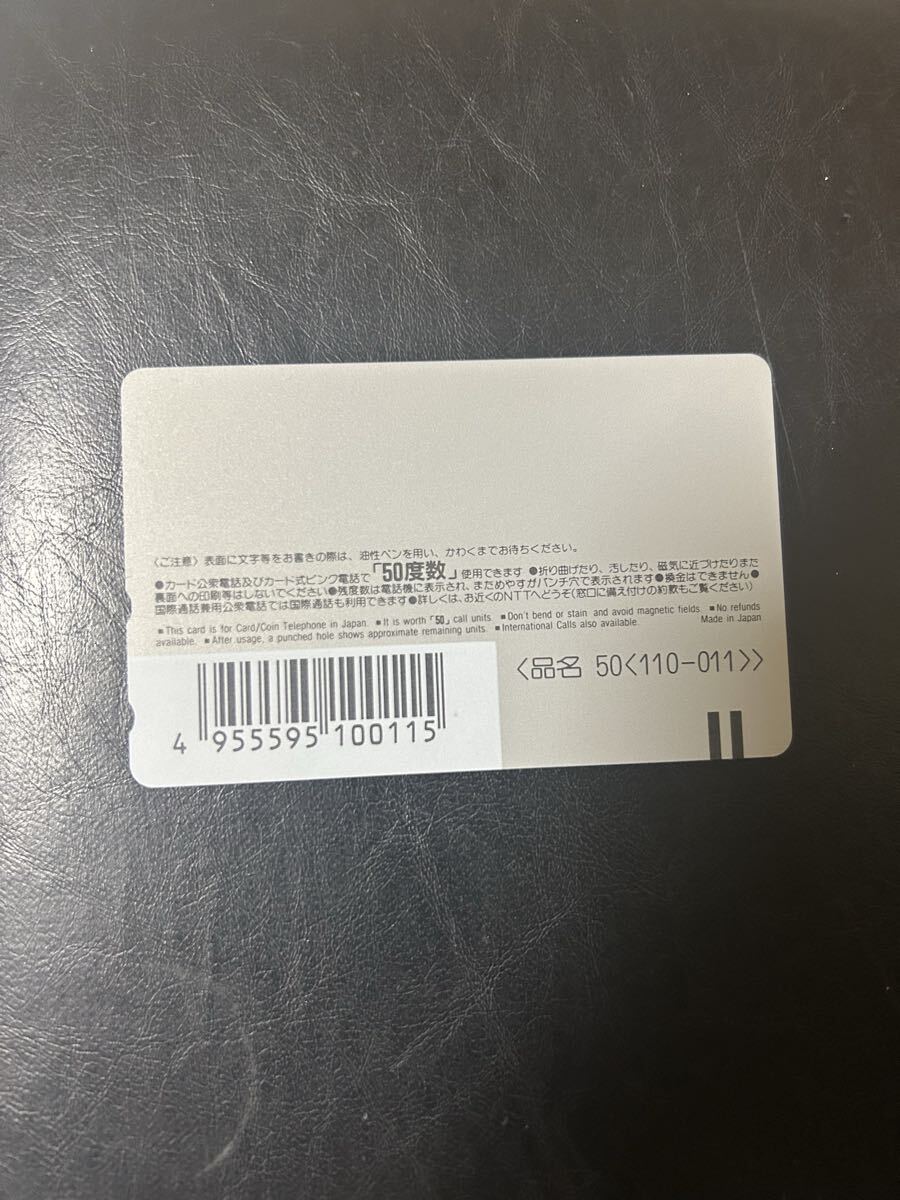 〈ご注意〉表面に文字等をお書きの際は、油性ペンを用い、かわくまでお待ちください。
●カード公衆電話及びカード式ピンク電話で「50度数」使用できます●折り曲げたり、汚したり、磁気に近づけたりまた
裏面への印刷等はしないでください●残度数は電話機に表示され、まためやすがパンチ穴で表示されます●換金はできません●
国際通話兼用公衆電話では国際通話も利用できます●詳しくは、お近くのNTTへどうぞ(窓口に備え付けの約款もご覧ください)
■This card is for Card/Coin Telephone in Japan. ■It is worth「50」call units ■Don't bend or stain and avoid magnetic fields ■No refunds
available. ■After usage, a punched hole shows approximate remaining units. ■International Calls also available. Made in Japan
〈品名 50〈110-011〉〉
4 955595 100115